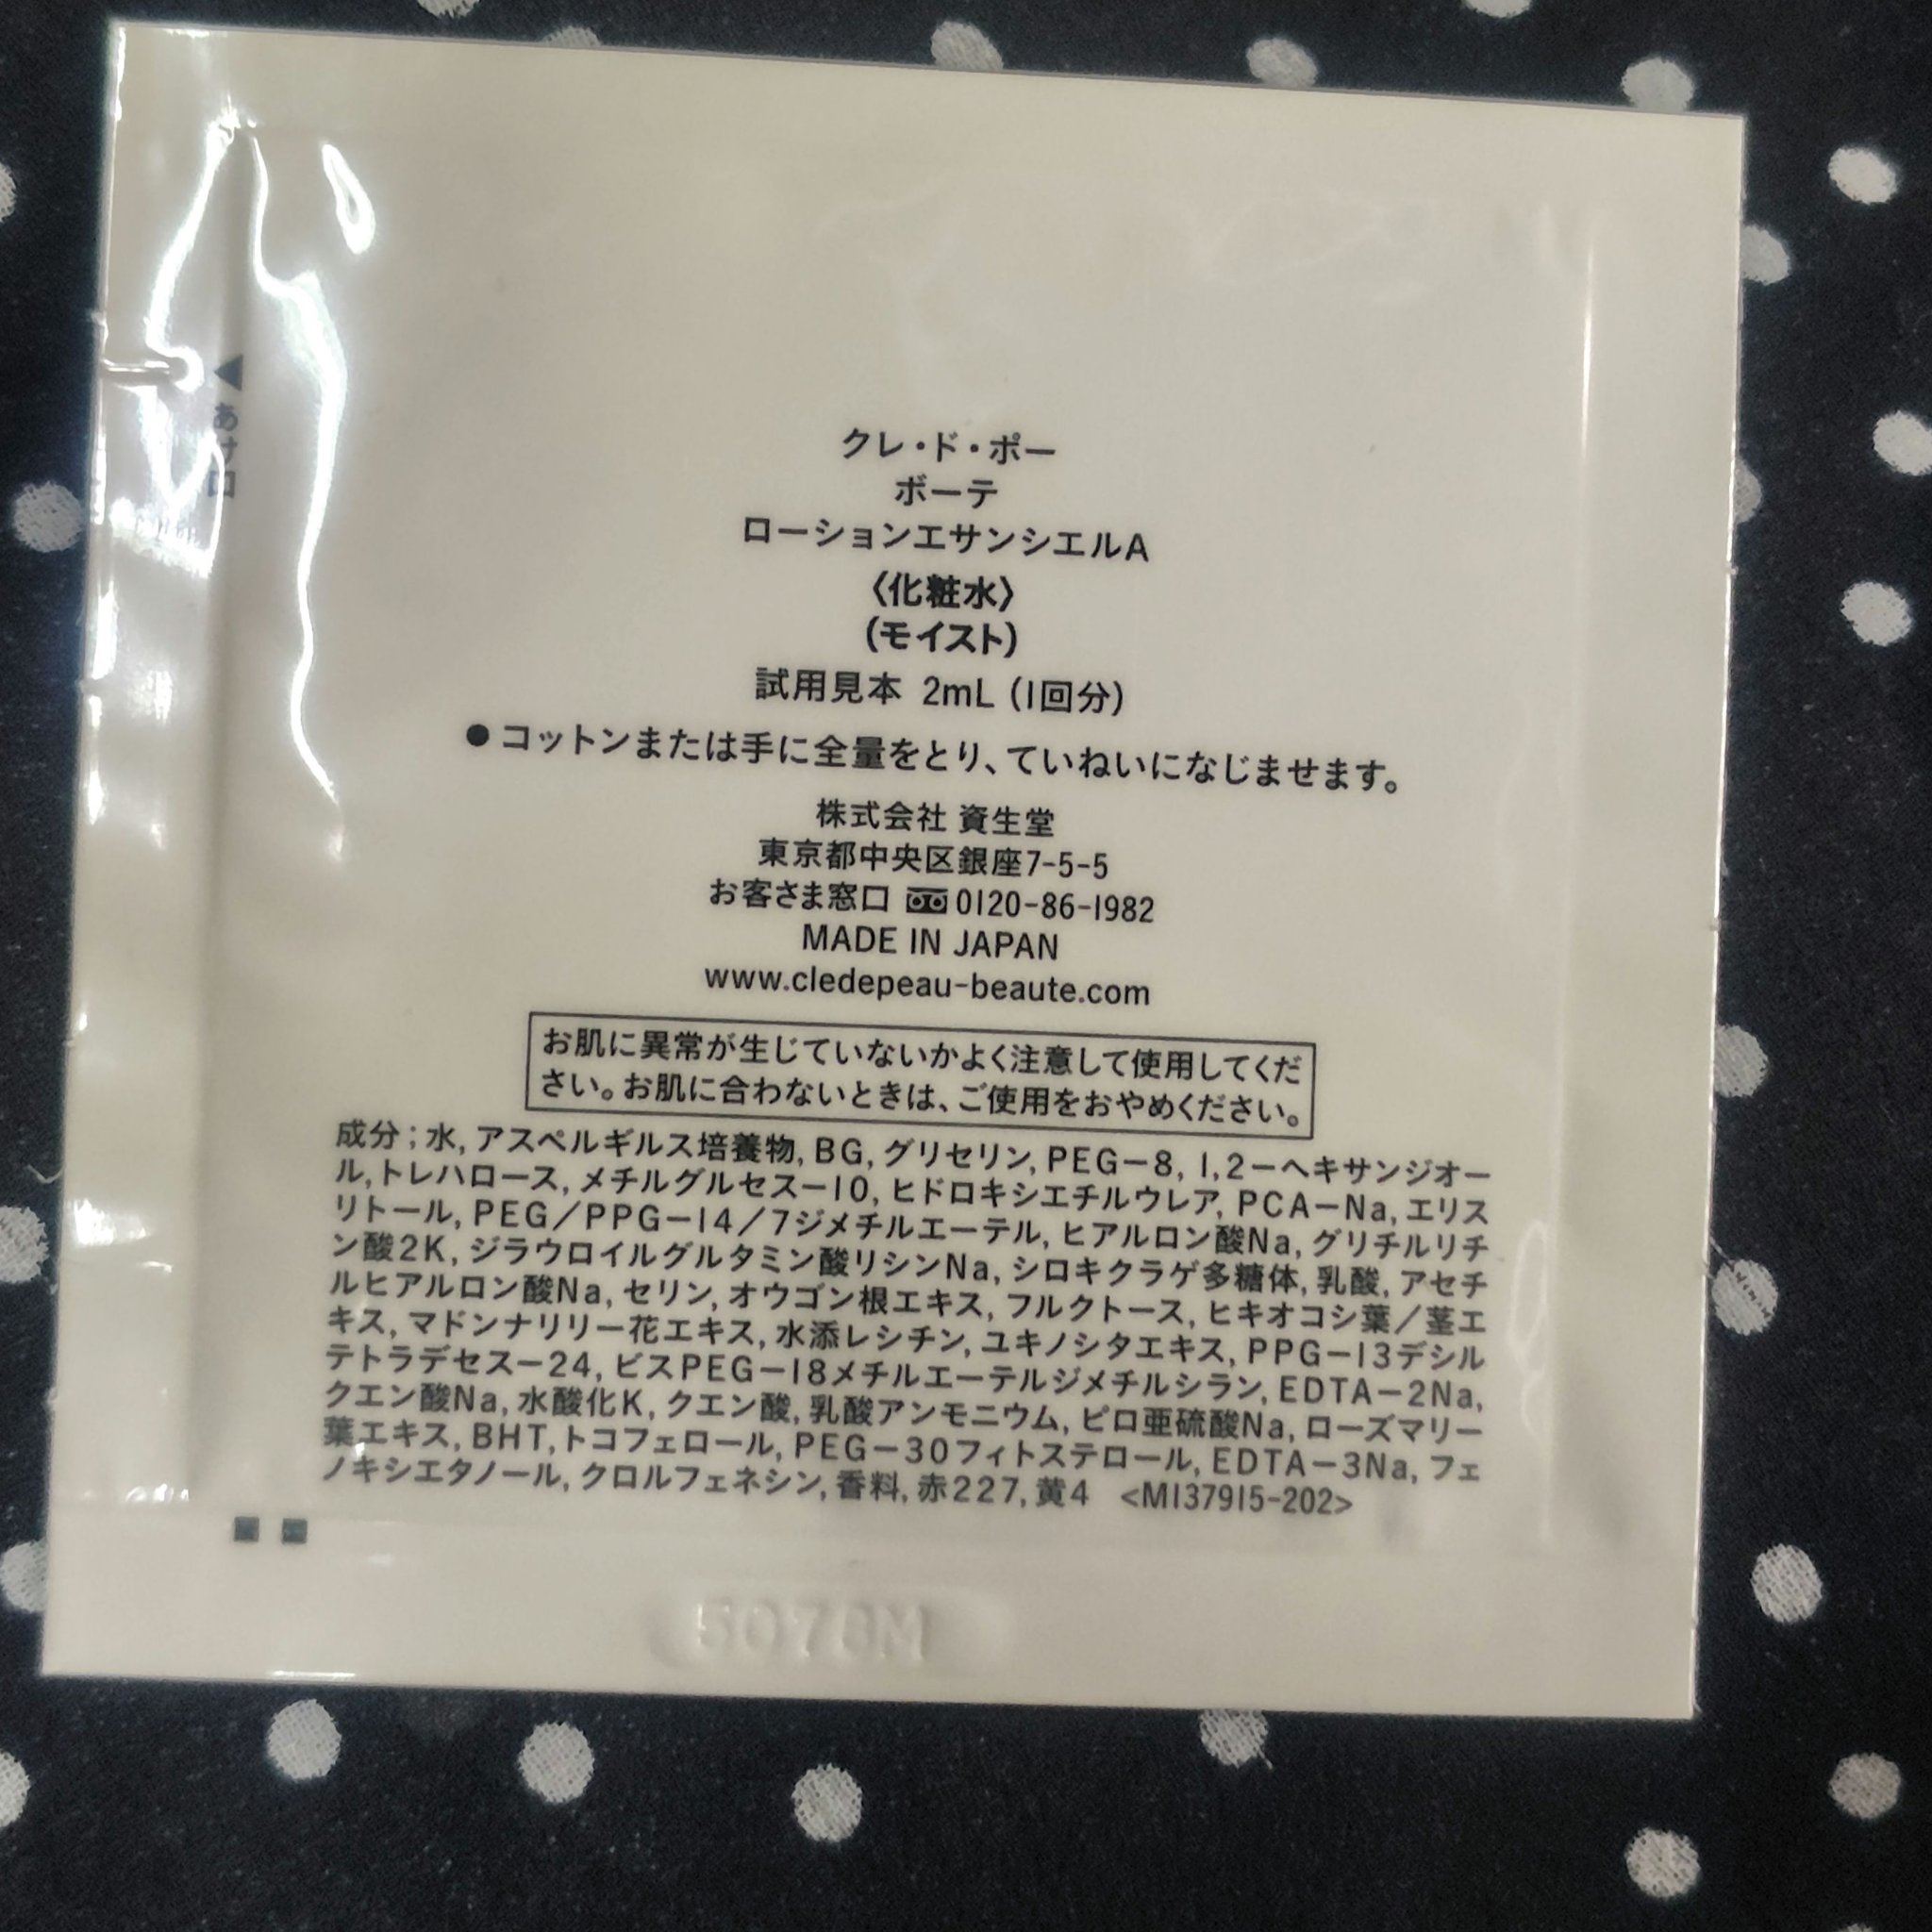 あけ口
クレ・ド・ポー
ボーテ
ローションエサンシエルA
〈化粧水〉
(モイスト)
試用見本 2mL (1回分)
●コットンまたは手に全量をとり、ていねいになじませます。
株式会社 資生堂
東京都中央区銀座7-5-5
お客さま窓口 0120-86-1982
MADE IN JAPAN
www.cledepeau-beaute.com
お肌に異常が生じていないかよく注意して使用してくだ
さい。お肌に合わないときは、ご使用をおやめください。
成分；水, アスペルギルス培養物, BG, グリセリン, PEG－8, 1,2－ヘキサンジオー
ル, トレハロース, メチルグルセス－10, ヒドロキシエチルウレア, PCA－Na, エリス
リトール, PEG／PPG－14／7ジメチルエーテル, ヒアルロン酸Na, グリチルリチ
ン酸2K, ジラウロイルグルタミン酸リシンNa, シロキクラゲ多糖体, 乳酸, アセチ
ルヒアルロン酸Na, セリン, オウゴン根エキス, フルクトース, ヒキオコシ葉／茎エ
キス, マドンナリリー花エキス, 水添レシチン, ユキノシタエキス, PPG－13デシル
テトラデセス－24, ビスPEG－18メチルエーテルジメチルシラン, EDTA－2Na,
クエン酸Na, 水酸化K, クエン酸, 乳酸アンモニウム, ピロ亜硫酸Na, ローズマリー
葉エキス, BHT, トコフェロール, PEG－30フィトステロール, EDTA－3Na, フェ
ノキシエタノール, クロルフェネシン, 香料, 赤227, 黄4 <M137915-202>